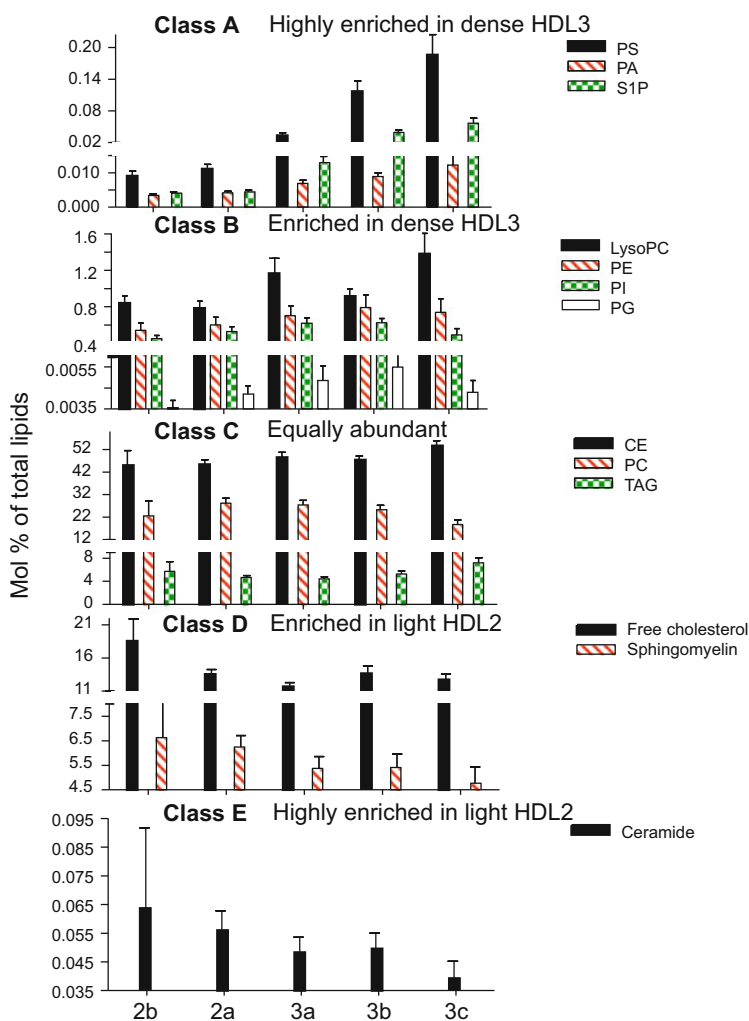 Class A Highly enriched in dense HDL3
0.20
0.14
0.08
0.02
0.010
0.000
PS
PA
S1P
Class B Enriched in dense HDL3
1.6
1.2
0.8
0.4
0.0055
0.0035
LysoPC
PE
PI
PG
Mol % of total lipids
Class C Equally abundant
52
42
32
22
12
8
4
0
CE
PC
TAG
Class D Enriched in light HDL2
21
16
11
7.5
6.5
5.5
4.5
Free cholesterol
Sphingomyelin
Class E Highly enriched in light HDL2
0.095
0.085
0.075
0.065
0.055
0.045
0.035
Ceramide
2b 2a 3a 3b 3c